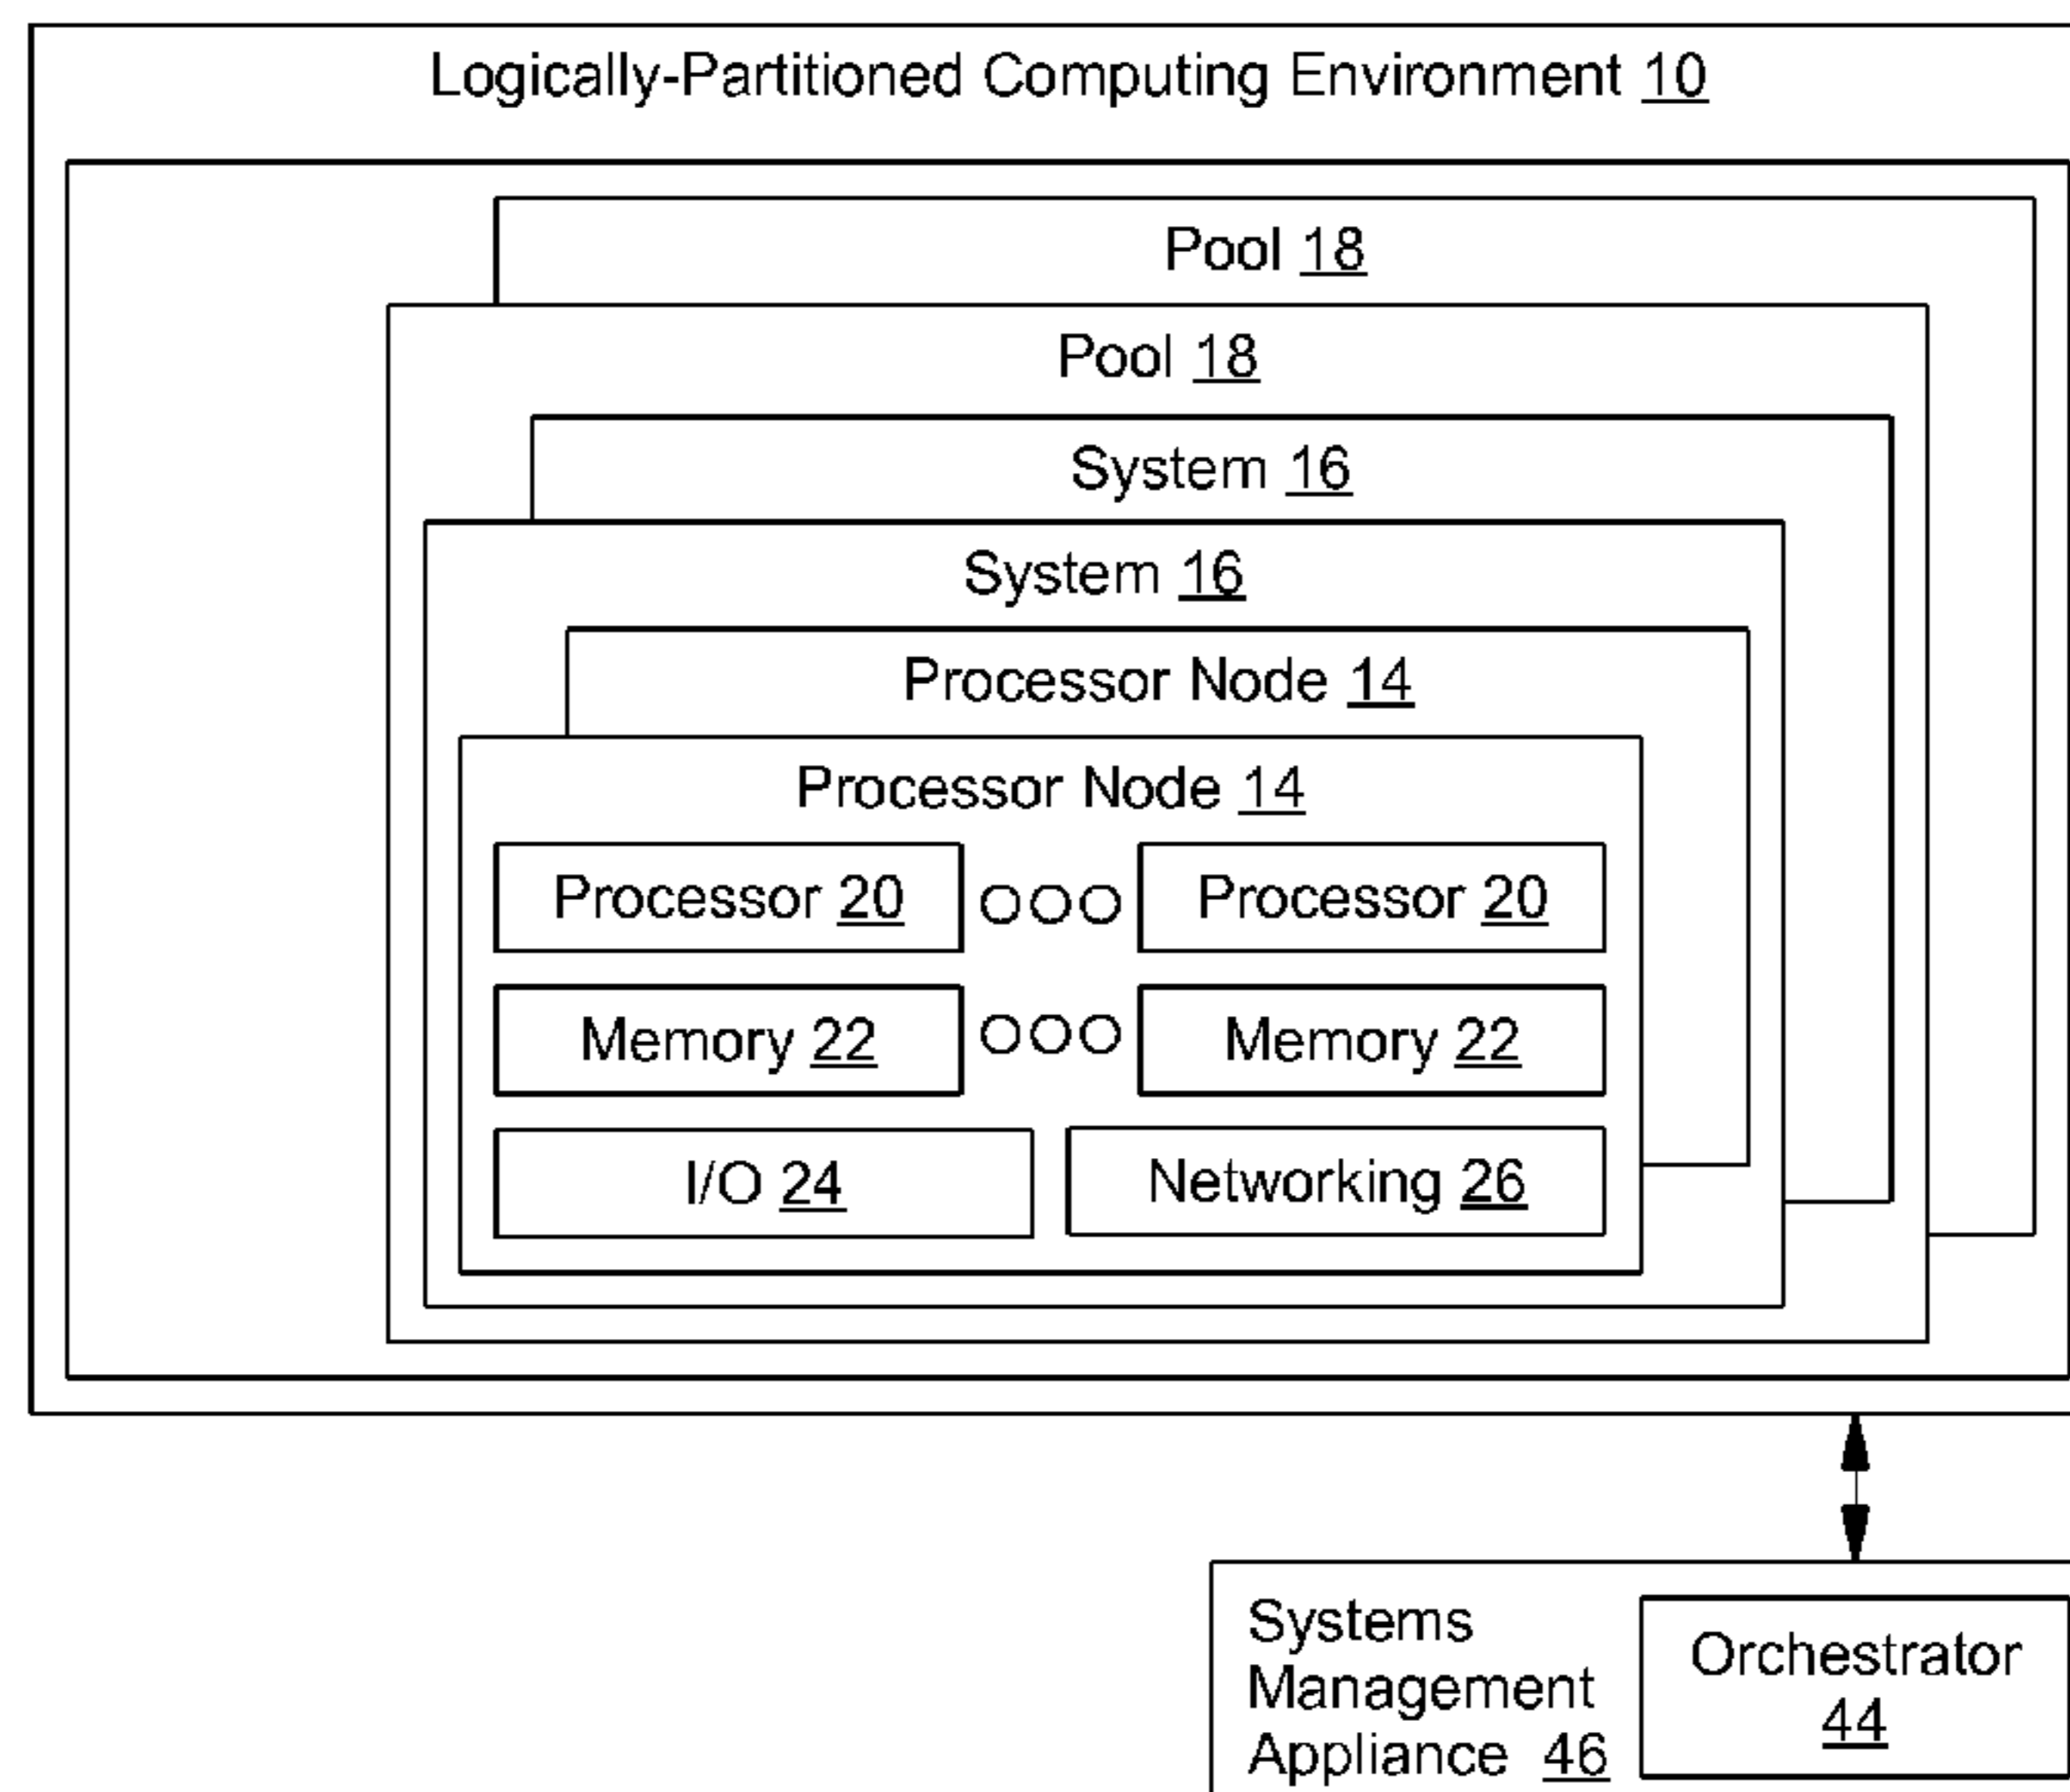 Logically-Partitioned Computing Environment 10
Pool 18
Pool 18
System 16
System 16
Processor Node 14
Processor Node 14
Processor 20
Processor 20
Memory 22
Memory 22
I/O 24
Networking 26
Systems
Management
Appliance 46
Orchestrator
44